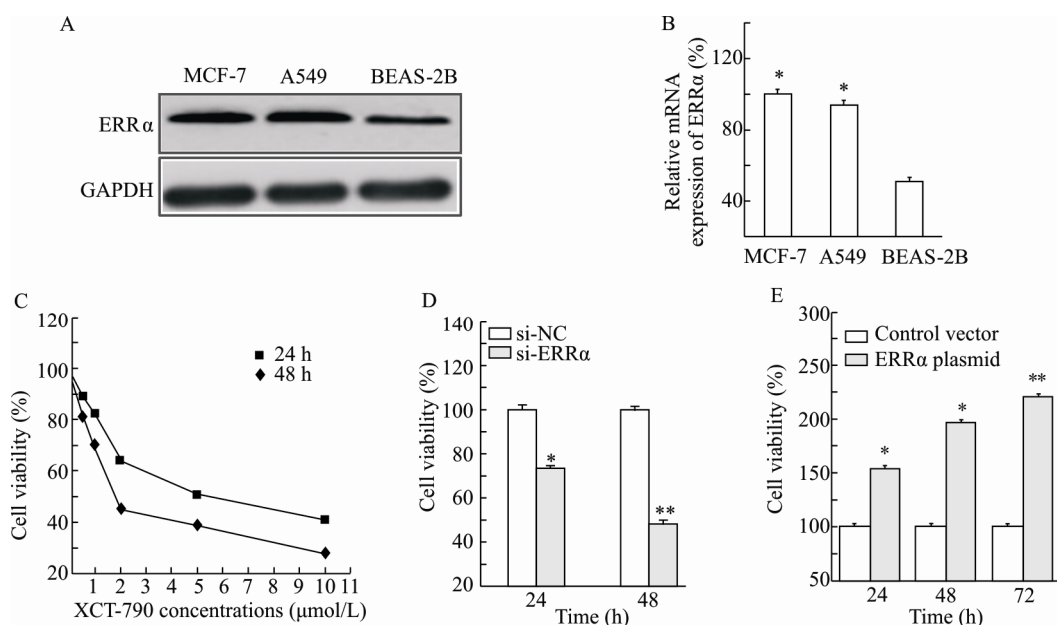 A
MCF-7 A549 BEAS-2B
ERRα
GAPDH
B
Relative mRNA
expression of ERRα (%)
120
80
40
* *
MCF-7 A549 BEAS-2B
C
Cell viability (%)
120
100
80
60
40
20
24 h
48 h
1 2 3 4 5 6 7 8 9 10 11
XCT-790 concentrations (μmol/L)
D
Cell viability (%)
140
120
100
80
60
40
20
si-NC
si-ERRα
*
**
24 48
Time (h)
E
Cell viability (%)
300
250
200
150
100
50
Control vector
ERRα plasmid
*
*
**
24 48 72
Time (h)